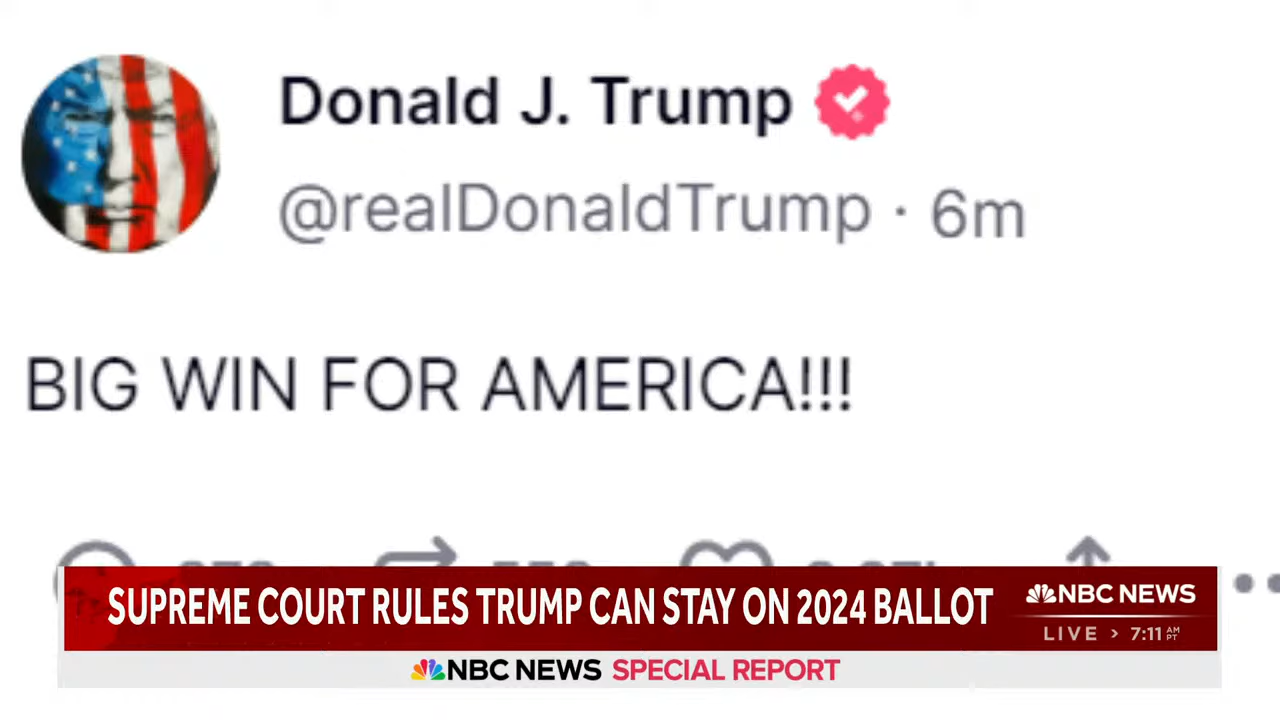 Donald J. Trump
@realDonaldTrump · 6m
BIG WIN FOR AMERICA!!!
SUPREME COURT RULES TRUMP CAN STAY ON 2024 BALLOT
NBC NEWS
LIVE > 7:11 AM PT
NBC NEWS SPECIAL REPORT